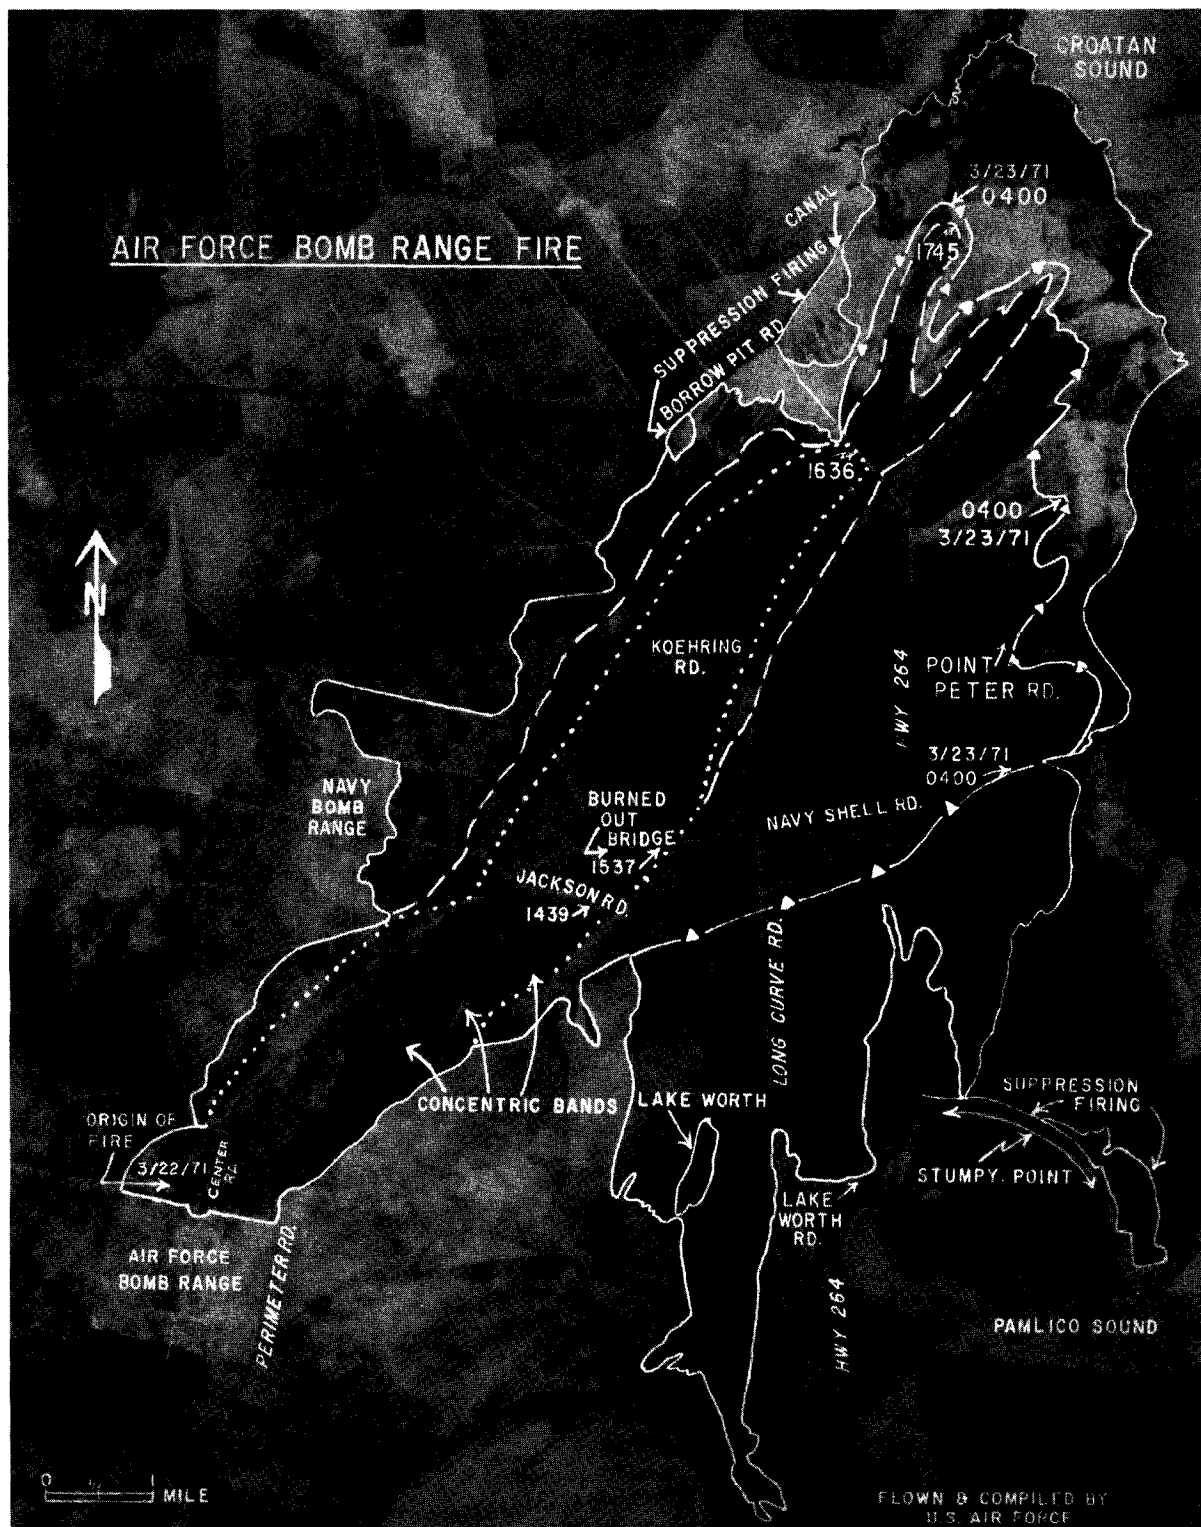 CROATAN
SOUND
3/23/71
0400
CANAL
1745
AIR FORCE BOMB RANGE FIRE
SUPPRESSION FIRING
BORROW PIT RD.
1636
0400
3/23/71
N
KOEHRING
RD.
HWY 264
POINT
PETER RD.
3/23/71
0400
NAVY
BOMB
RANGE
BURNED
OUT
BRIDGE
1537
NAVY SHELL RD.
JACKSON RD.
1439
LONG CURVE RD.
CONCENTRIC BANDS
LAKE WORTH
SUPPRESSION
FIRING
ORIGIN OF
FIRE
3/22/71
CENTER
RD.
STUMPY POINT
LAKE
WORTH
RD.
AIR FORCE
BOMB RANGE
PERIMETER RD.
HWY 264
PAMLICO SOUND
0 1/2 1
MILE
FLOWN & COMPILED BY
U.S. AIR FORCE